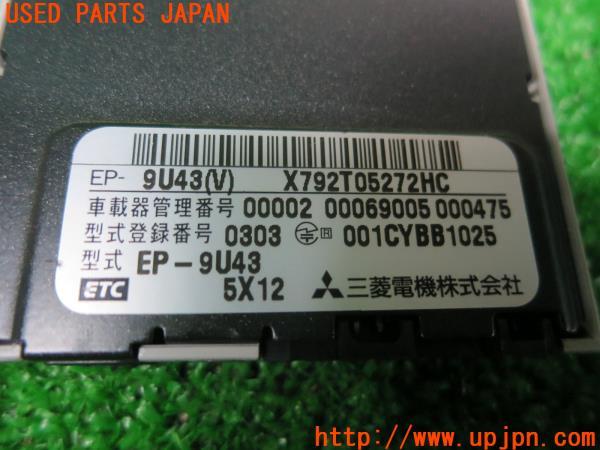 USED PARTS JAPAN
EP- 9U43(V) X792T05272HC
車載器管理番号 00002 00069005 000475
型式登録番号 0303 R 001CYBB1025
型式 EP-9U43
ETC 5X12 三菱電機株式会社
http://www.upjpn.com